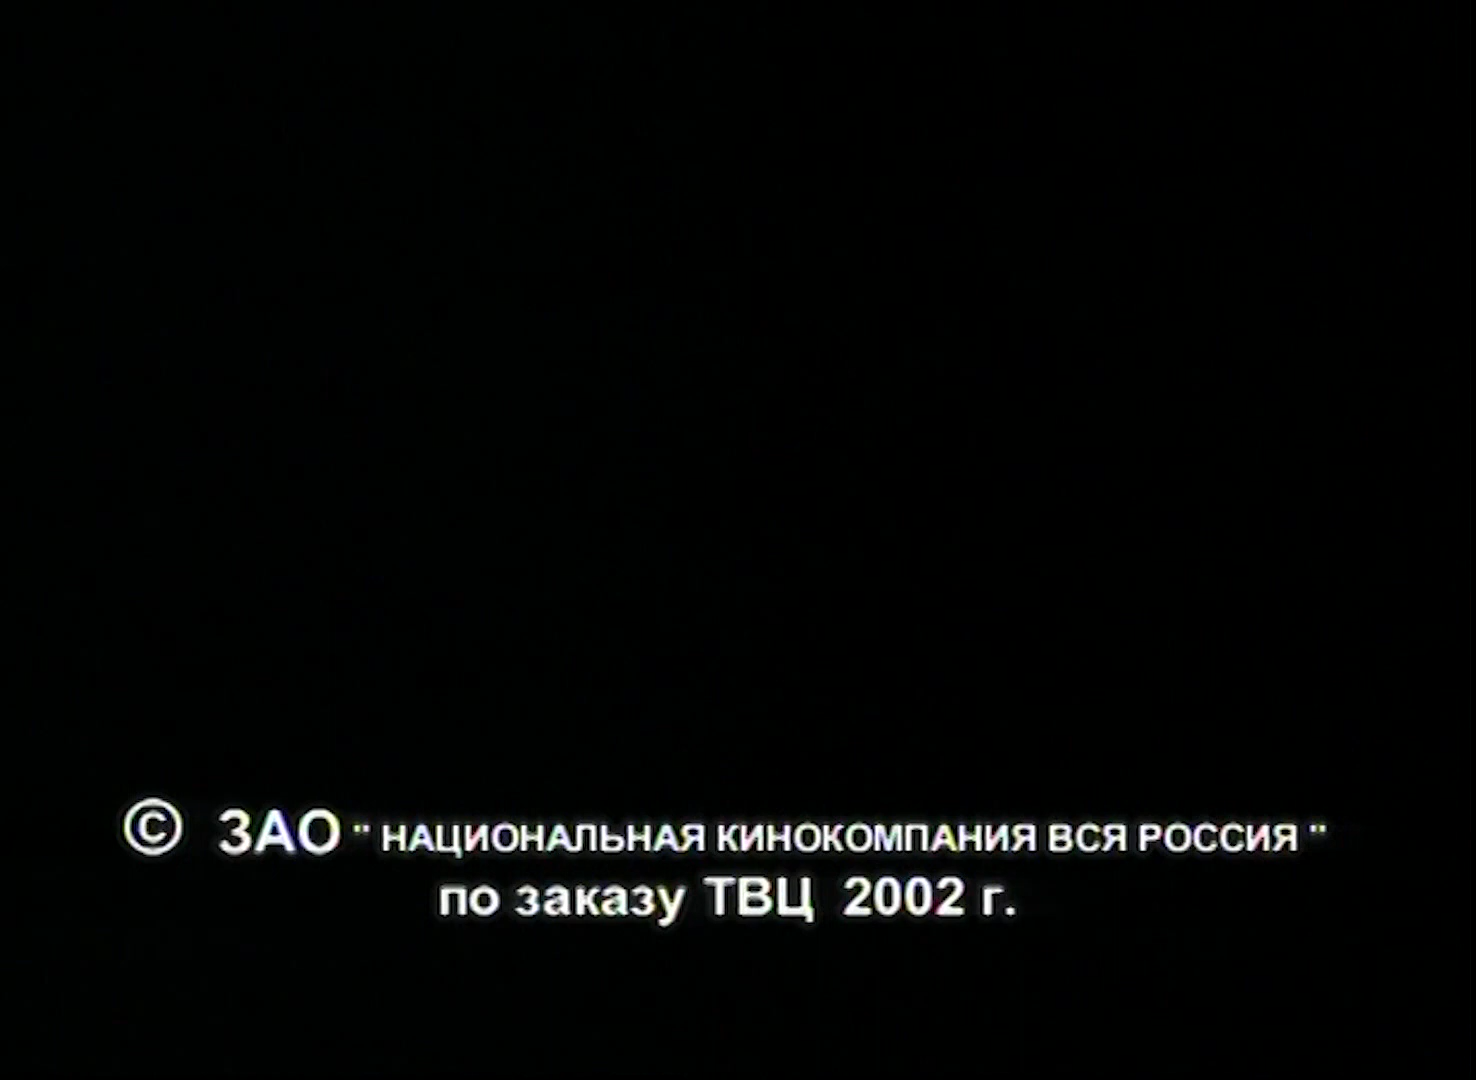 © ЗАО " НАЦИОНАЛЬНАЯ КИНОКОМПАНИЯ ВСЯ РОССИЯ "
по заказу ТВЦ 2002 г.